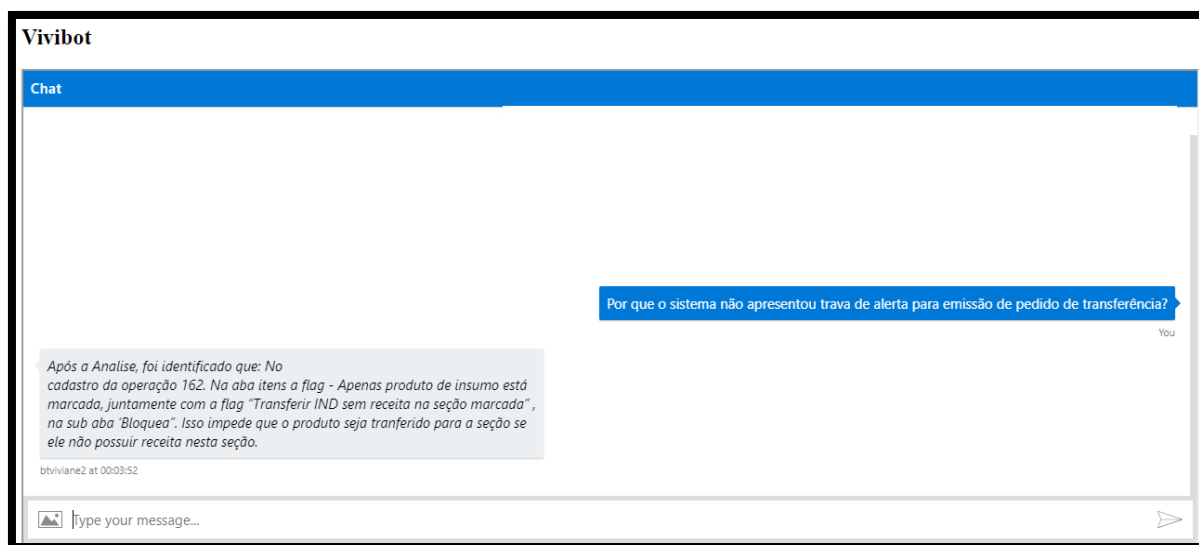 Vivibot
Chat
Por que o sistema não apresentou trava de alerta para emissão de pedido de transferência?
You
Após a Analise, foi identificado que: No
cadastro da operação 162. Na aba itens a flag - Apenas produto de insumo está
marcada, juntamente com a flag “Transferir IND sem receita na seção marcada” ,
na sub aba ‘Bloquea”. Isso impede que o produto seja tranferido para a seção se
ele não possuir receita nesta seção.
btviviane2 at 00:03:52
Type your message...